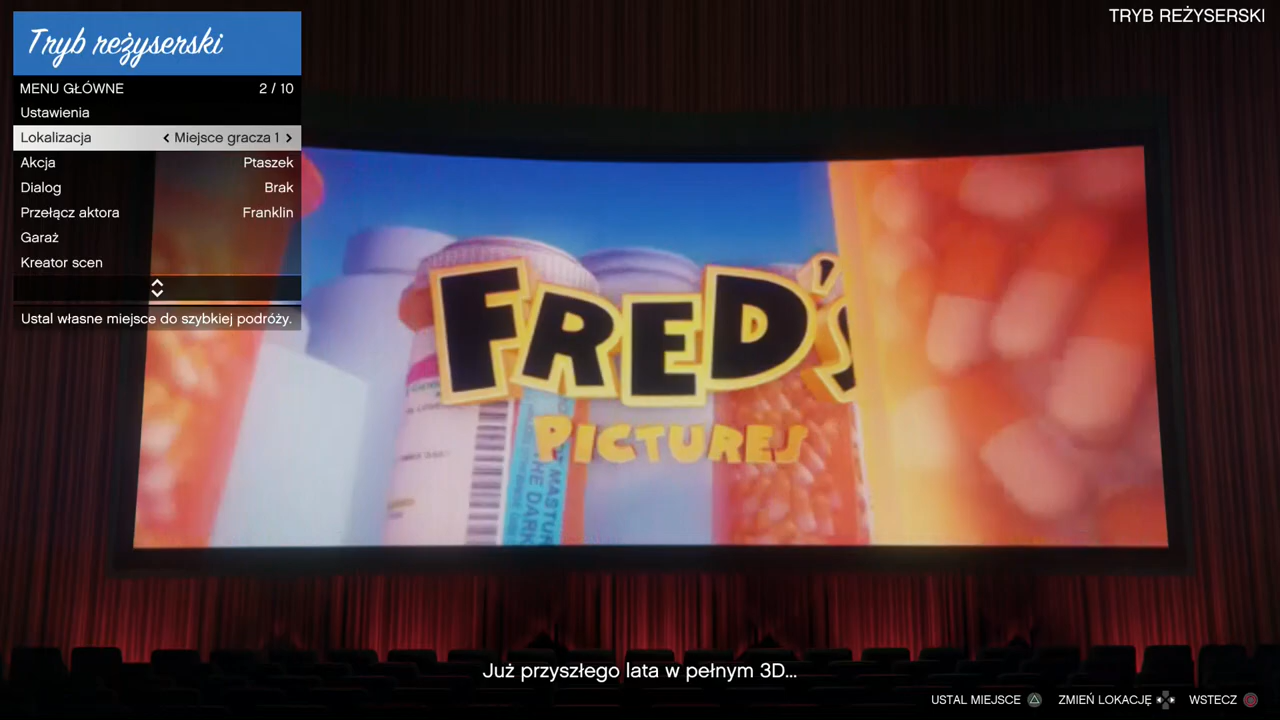 TRYB REŻYSERSKI
Tryb reżyserski
MENU GŁÓWNE 2 / 10
Ustawienia
Lokalizacja Miejsce gracza 1
Akcja Ptaszek
Dialog Brak
Przełącz aktora Franklin
Garaż
Kreator scen
Ustal własne miejsce do szybkiej podróży.
FRED'S
PICTURES
Już przyszłego lata w pełnym 3D...
USTAL MIEJSCE ZMIEŃ LOKACJĘ WSTECZ